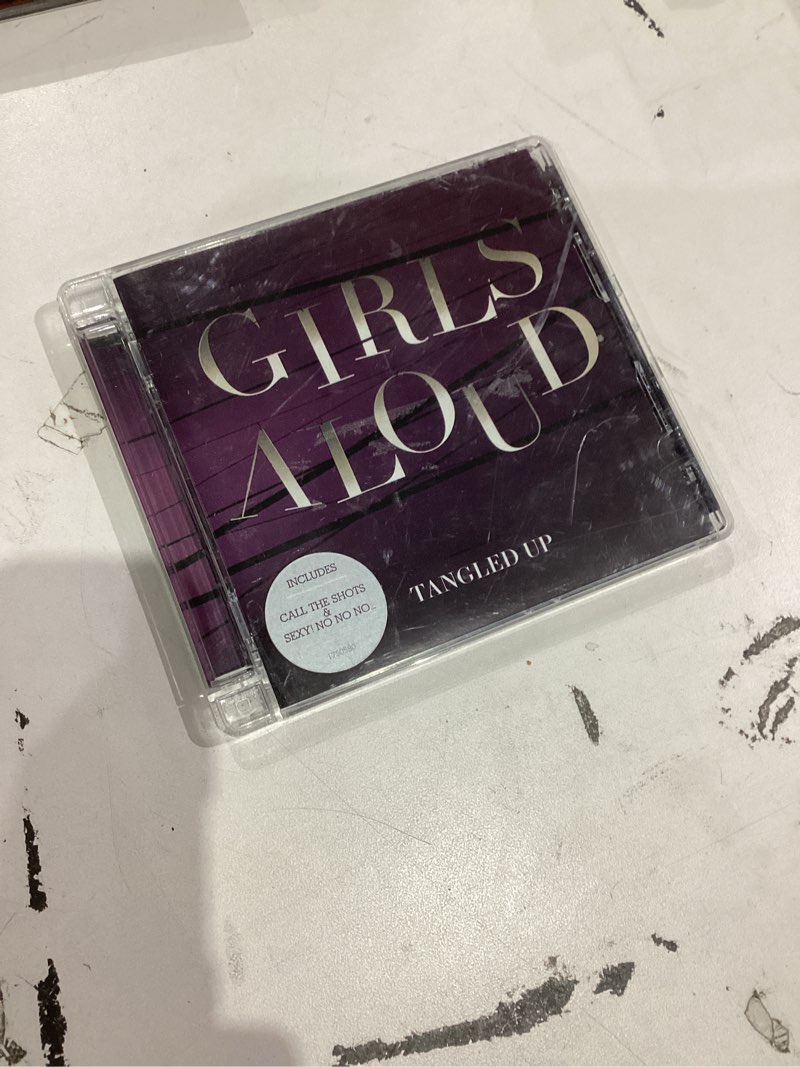 GIRLS
ALOUD
TANGLED UP
INCLUDES
CALL THE SHOTS
&
SEXY! NO NO NO...